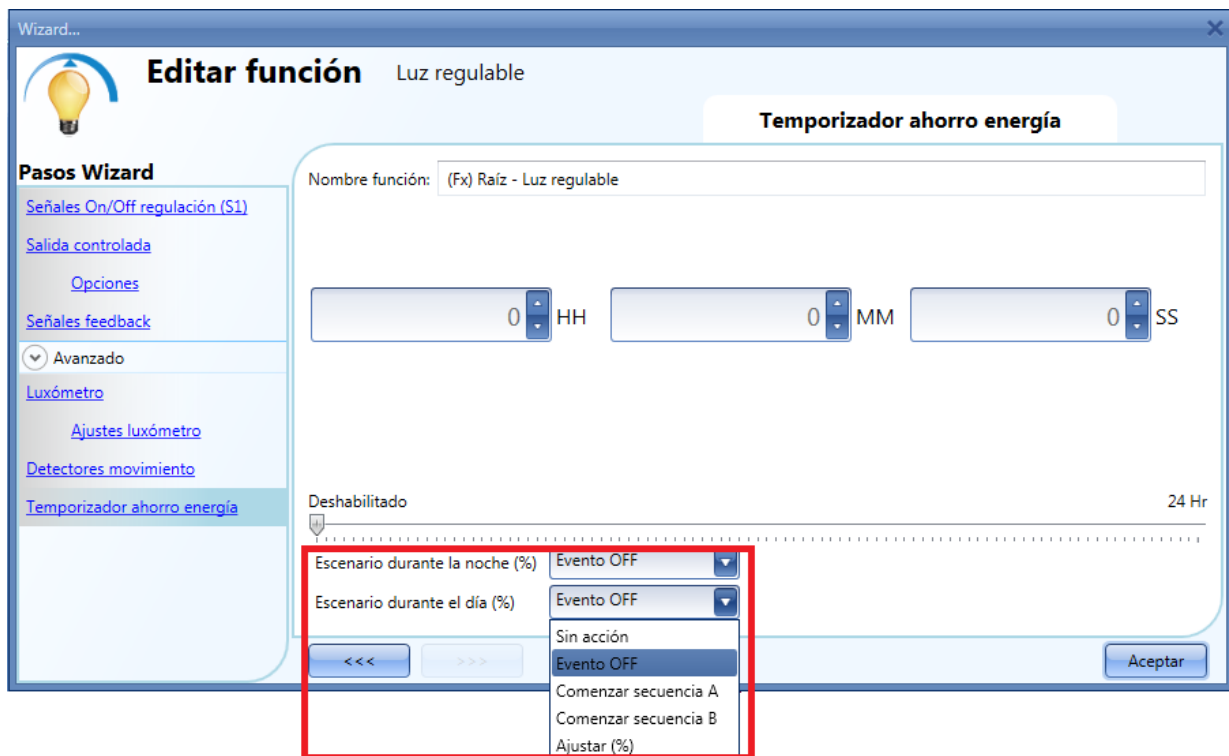 Wizard...
Editar función Luz regulable
Temporizador ahorro energía
Pasos Wizard
Señales On/Off regulación (S1)
Salida controlada
Opciones
Señales feedback
Avanzado
Luxómetro
Ajustes luxómetro
Detectores movimiento
Temporizador ahorro energía
Nombre función: (Fx) Raíz - Luz regulable
0 HH 0 MM 0 SS
Deshabilitado 24 Hr
Escenario durante la noche (%) Evento OFF
Escenario durante el día (%) Evento OFF
Sin acción
Evento OFF
Comenzar secuencia A
Comenzar secuencia B
Ajustar (%)
<<< >>> Aceptar